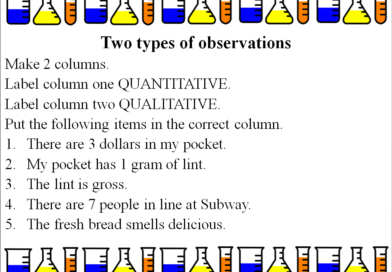 Two types of observations
Make 2 columns.
Label column one QUANTITATIVE.
Label column two QUALITATIVE.
Put the following items in the correct column.
1. There are 3 dollars in my pocket.
2. My pocket has 1 gram of lint.
3. The lint is gross.
4. There are 7 people in line at Subway.
5. The fresh bread smells delicious.